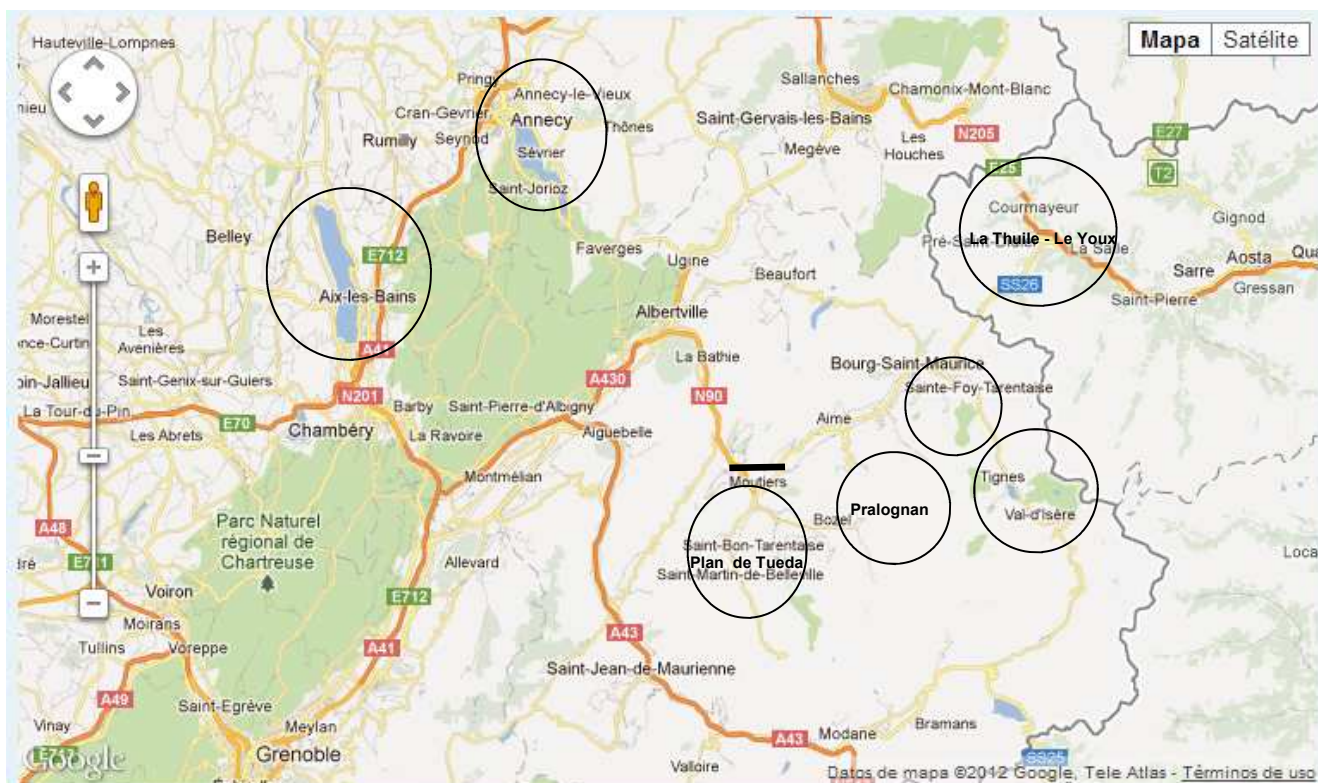 Mapa Satélite
Hauteville-Lompnes
Pringy
Annecy-le-Vieux
Sallanches
Chamonix-Mont-Blanc
Cran-Gevrier
Annecy
Saint-Gervais-les-Bains
E27
Thônes
Rumilly
Seynod
Les Houches
N205
Sévrier
Megève
E25
T2
Saint-Jorioz
Courmayeur
Gignod
Belley
La Thuile - Le Youx
E712
Faverges
Ugine
La Salle
Aosta
Beaufort
Sarre
Gressan
SS26
Aix-les-Bains
Saint-Pierre
Morestel
Les Avenières
Albertville
A41
La Bathie
Bourg-Saint-Maurice
Saint-Genix-sur-Guiers
A430
Sainte-Foy-Tarentaise
N201
N90
La Tour-du-Pin
Barby
Saint-Pierre-d'Albigny
Aime
E70
Chambéry
Les Abrets
La Ravoire
Aiguebelle
Montmélian
Moutiers
Tignes
Pralognan
Val-d'Isère
Parc Naturel
régional de
Chartreuse
Bozel
A48
Saint-Bon-Tarentaise
Plan de Tueda
Saint-Martin-de-Belleville
Allevard
Voiron
E712
Moirans
A43
Tullins
Voreppe
A41
Saint-Jean-de-Maurienne
A49
Saint-Egrève
Vinay
Meylan
Modane
Bramans
A43
Grenoble
Valloire
SS25
Google
Datos de mapa ©2012 Google, Tele Atlas - Términos de uso